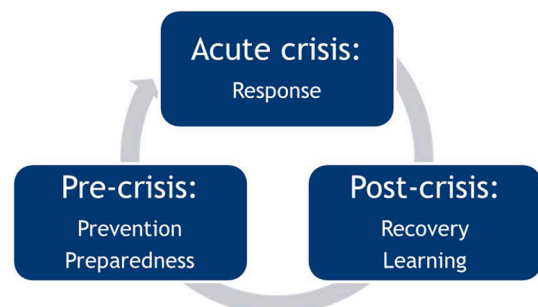 Acute crisis:
Response
Pre-crisis:
Prevention
Preparedness
Post-crisis:
Recovery
Learning